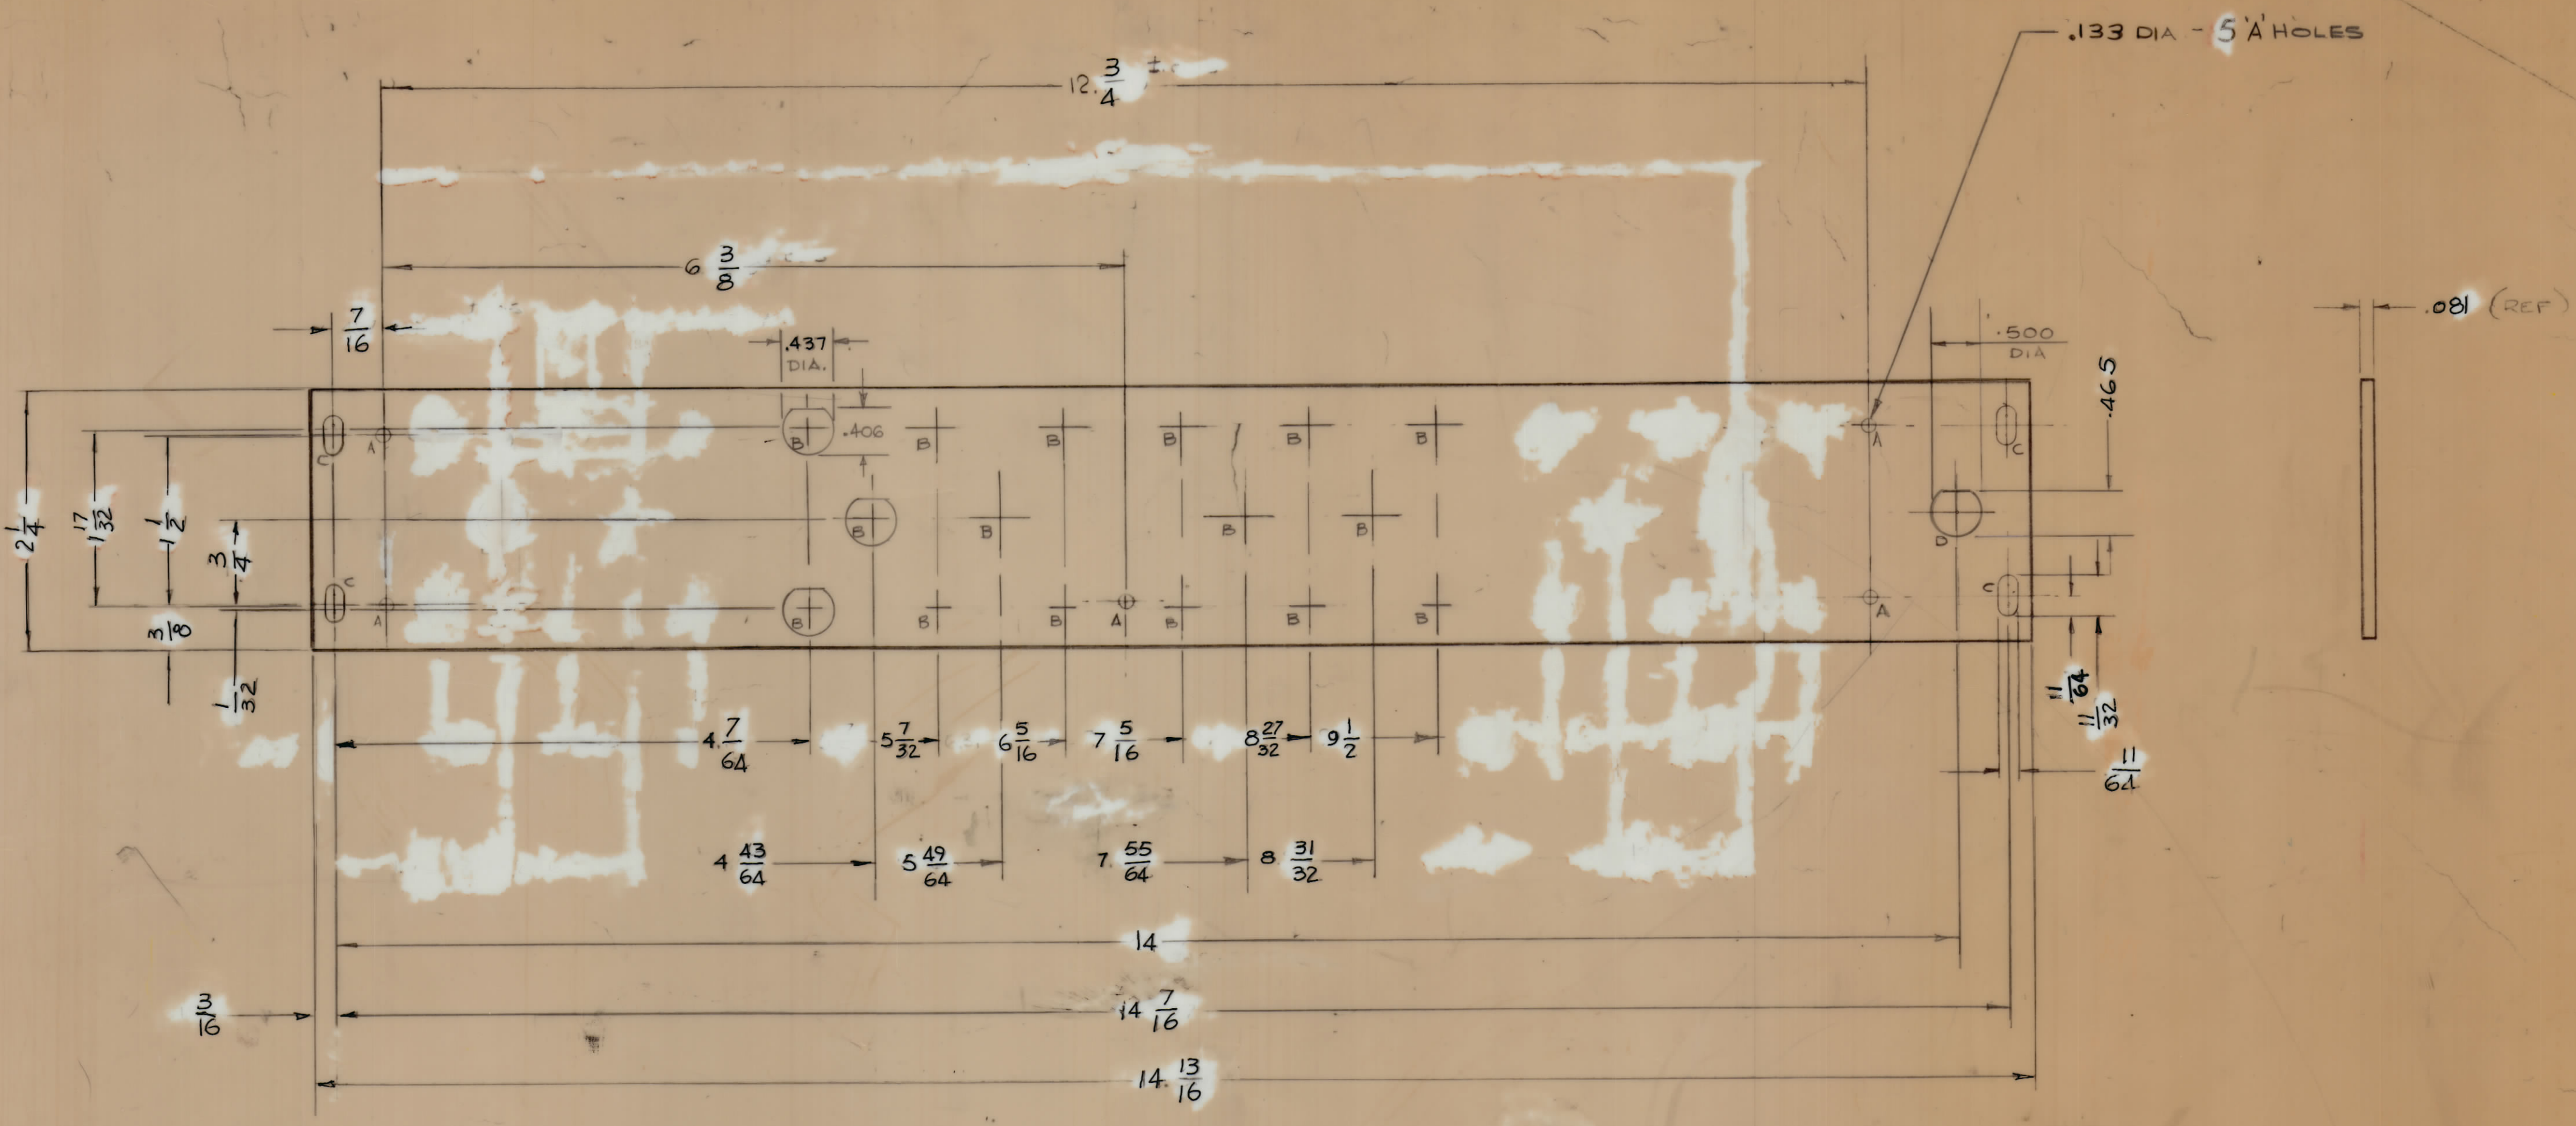 .133 DIA - 5 'A' HOLES
12 3/4 ±
6 3/8
7/16
.437
DIA.
.500
DIA
.081 (REF)
.465
.406
C A B B B B B B A C
2 1/4
1 17/32
1 1/2
3/4
B B B B D
C A B B B A B B B A C
3/8
1/32
11/64
11/32
11/64
4 7/64 5 7/32 6 5/16 7 5/16 8 27/32 9 1/2
4 43/64 5 49/64 7 55/64 8 31/32
14
3/16
14 7/16
14 13/16